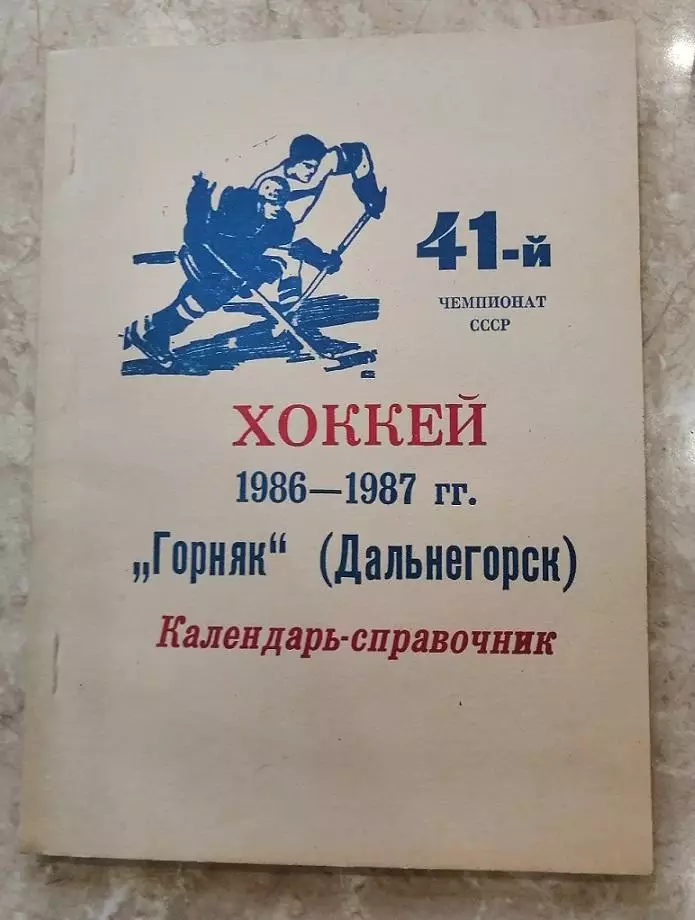 41-й
ЧЕМПИОНАТ
СССР
ХОККЕЙ
1986—1987 гг.
„Горняк“ (Дальнегорск)
Календарь-справочник